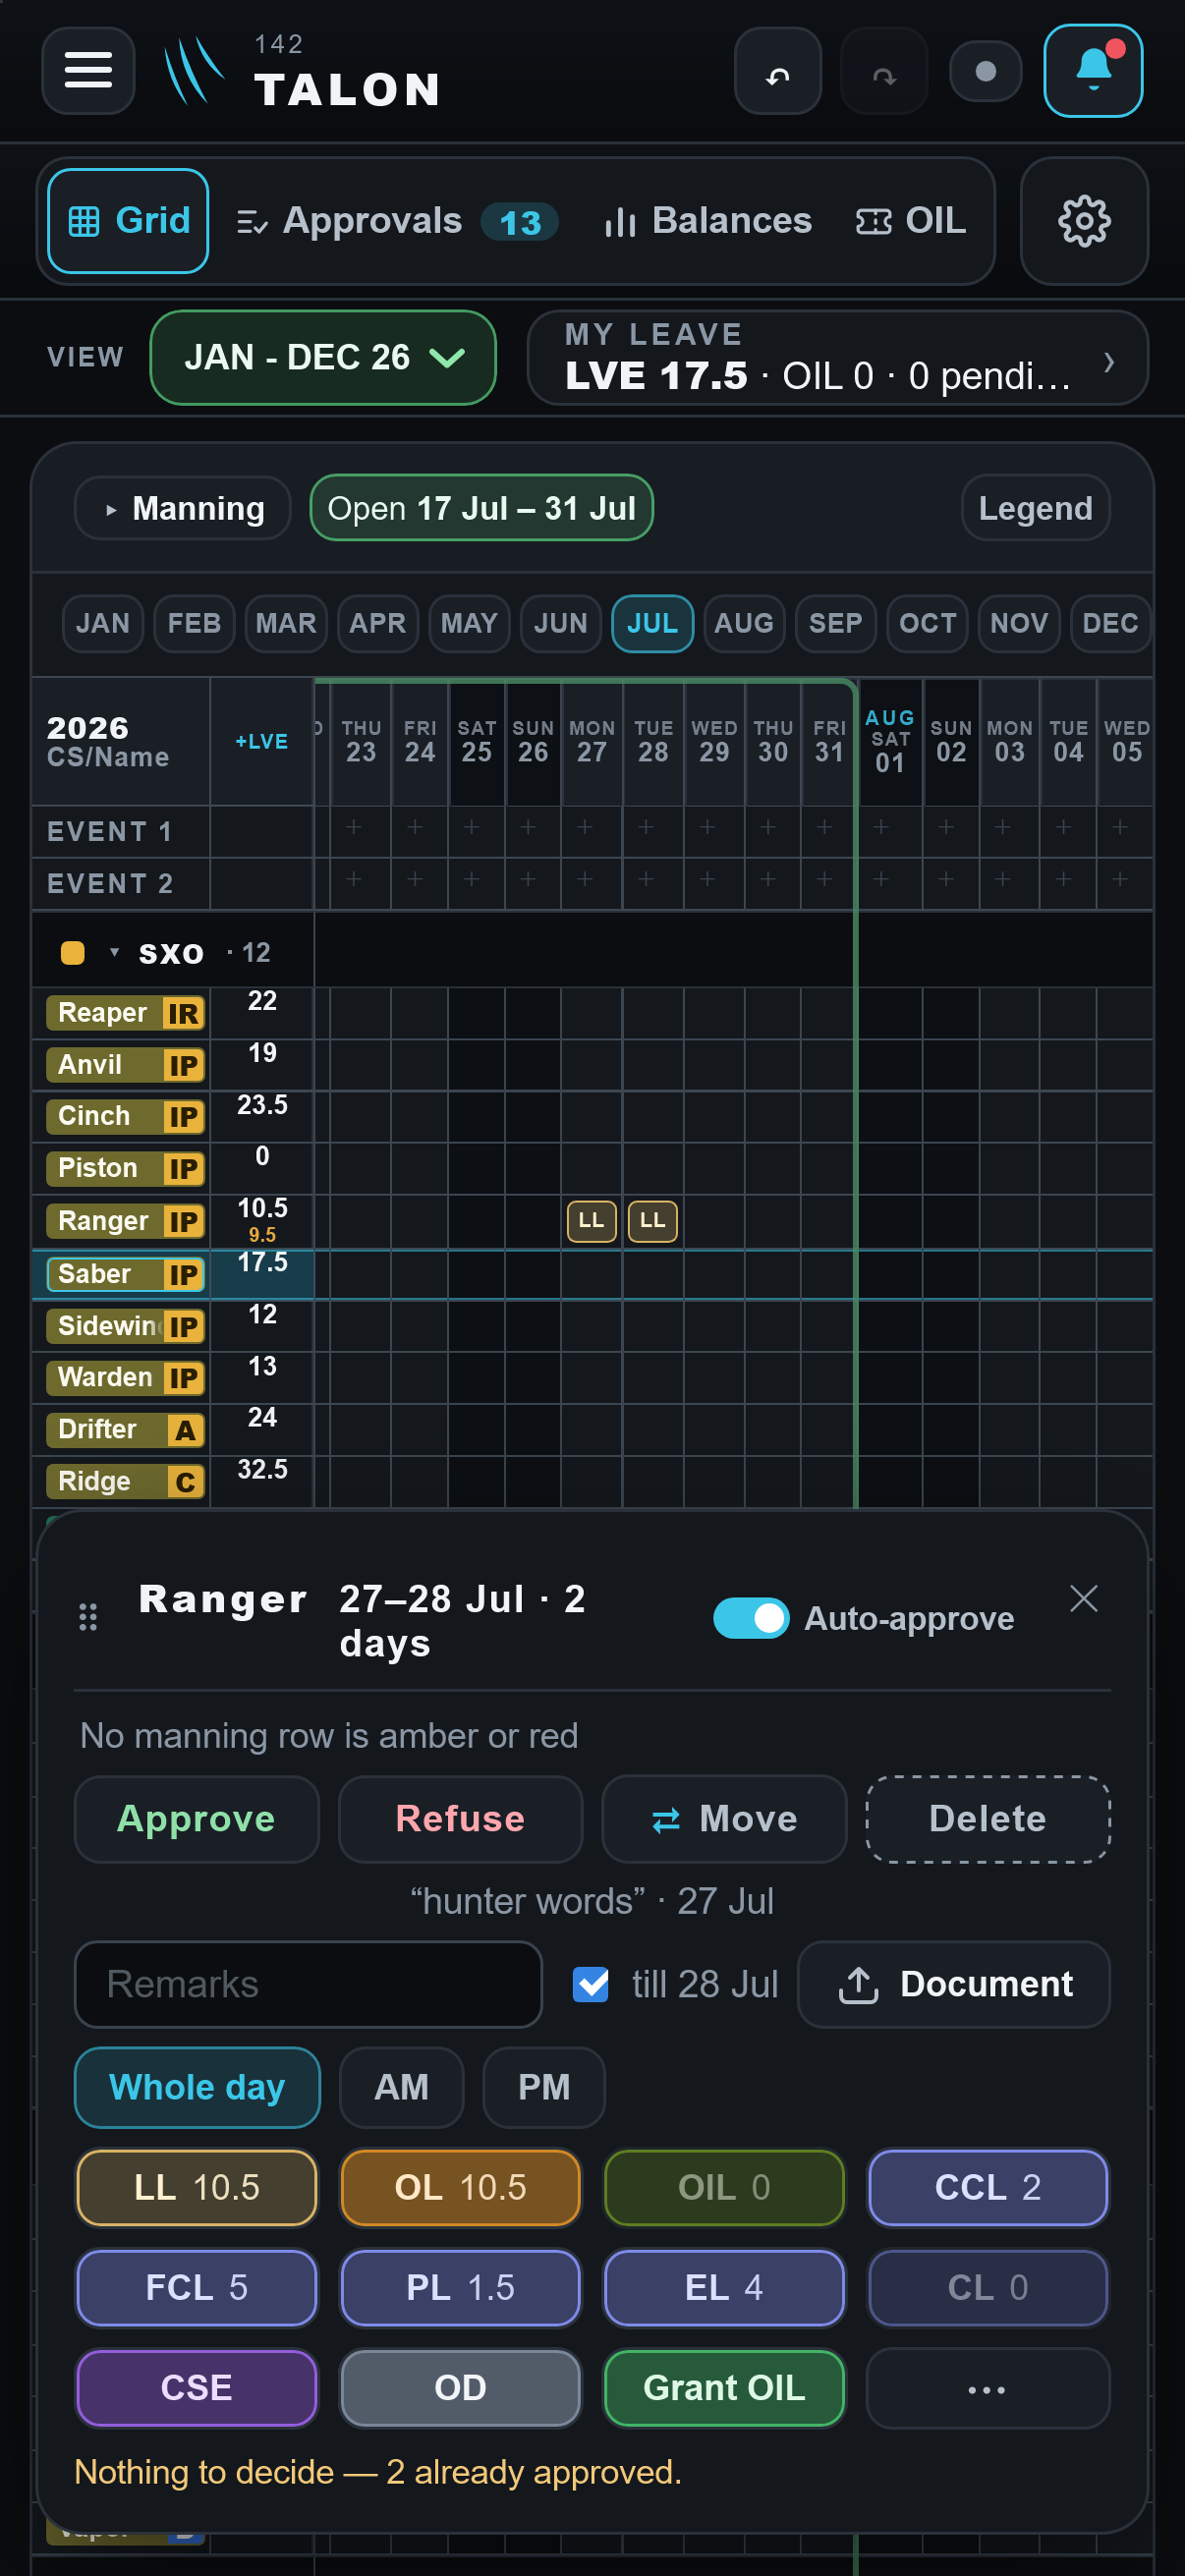 142
TALON
Grid
Approvals 13
Balances
OIL
VIEW
JAN - DEC 26
MY LEAVE
LVE 17.5 · OIL 0 · 0 pendi…
Manning
Open 17 Jul – 31 Jul
Legend
JAN FEB MAR APR MAY JUN JUL AUG SEP OCT NOV DEC
2026
CS/Name
+LVE
THU 23
FRI 24
SAT 25
SUN 26
MON 27
TUE 28
WED 29
THU 30
FRI 31
AUG SAT 01
SUN 02
MON 03
TUE 04
WED 05
EVENT 1 + + + + + + + + + + + + + +
EVENT 2 + + + + + + + + + + + + + +
SXO · 12
Reaper IR 22
Anvil IP 19
Cinch IP 23.5
Piston IP 0
Ranger IP 10.5 LL LL
9.5
Saber IP 17.5
Sidewin IP 12
Warden IP 13
Drifter A 24
Ridge C 32.5
Ranger 27–28 Jul · 2
days
Auto-approve
No manning row is amber or red
Approve
Refuse
Move
Delete
“hunter words” · 27 Jul
Remarks
till 28 Jul
Document
Whole day
AM
PM
LL 10.5
OL 10.5
OIL 0
CCL 2
FCL 5
PL 1.5
EL 4
CL 0
CSE
OD
Grant OIL
...
Nothing to decide — 2 already approved.